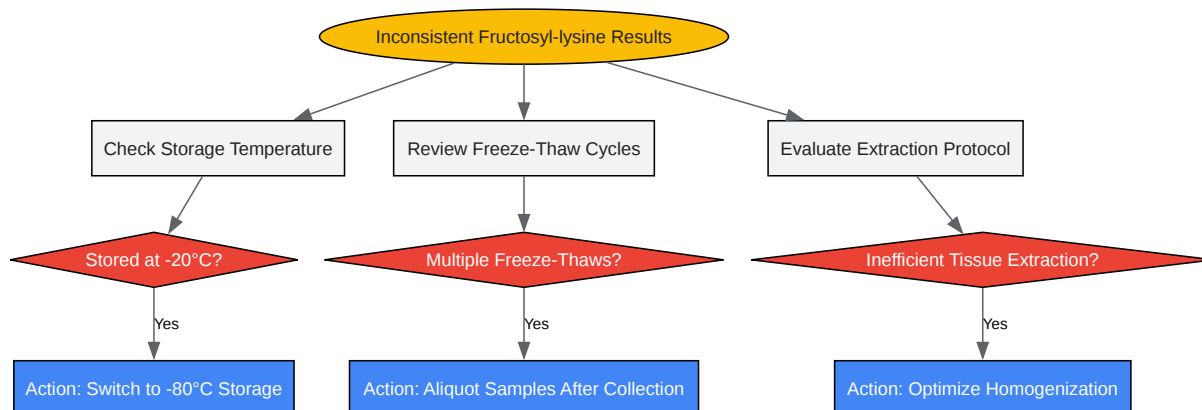 Inconsistent Fructosyl-lysine Results
Check Storage Temperature
Review Freeze-Thaw Cycles
Evaluate Extraction Protocol
Stored at -20°C?
Multiple Freeze-Thaws?
Inefficient Tissue Extraction?
Yes
Yes
Yes
Action: Switch to -80°C Storage
Action: Aliquot Samples After Collection
Action: Optimize Homogenization